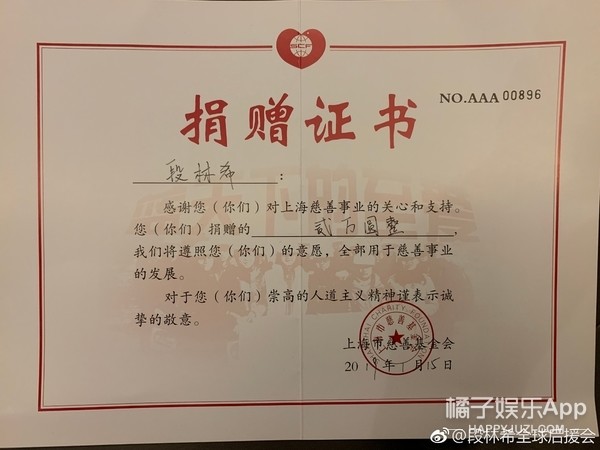 SCF
NO.AAA 00896
捐赠证书
段林希：
感谢您（你们）对上海慈善事业的关心和支持。
您（你们）捐赠的 贰万圆整，
我们将遵照您（你们）的意愿，全部用于慈善事业
的发展。
对于您（你们）崇高的人道主义精神谨表示诚
挚的敬意。
上海市慈善基金会
年1月15日
橘子娱乐App
HAPPYJUZI.COM
@段林希全球后援会